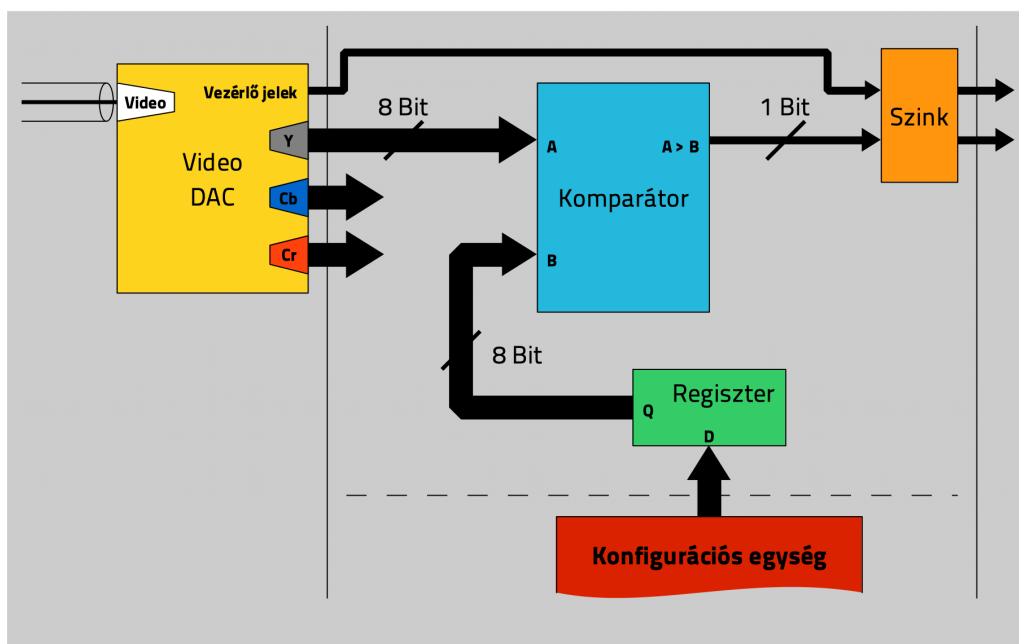 Video
Vezérlő jelek
Y
Video
DAC
Cb
Cr
8 Bit
A
A > B
Komparátor
B
1 Bit
Szink
8 Bit
Regiszter
Q
D
Konfigurációs egység